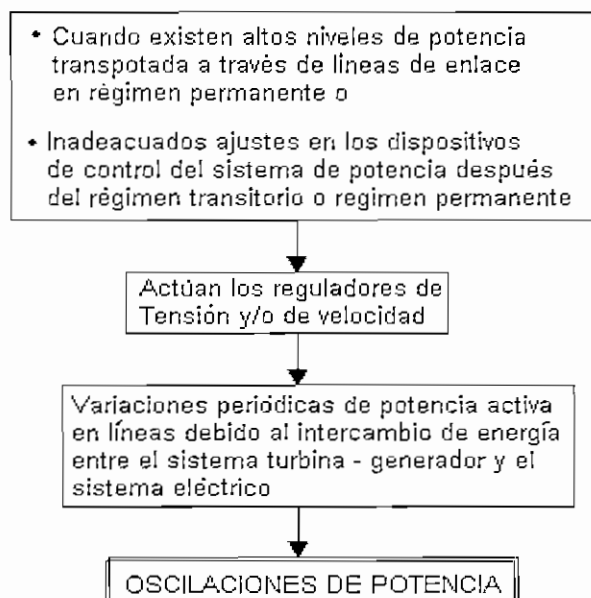 • Cuando existen altos niveles de potencia
transpotada a través de líneas de enlace
en régimen permanente o
• Inadeacuados ajustes en los dispositivos
de control del sistema de potencia después
del régimen transitorio o regimen permanente
Actúan los reguladores de
Tensión y/o de velocidad
Variaciones periódicas de potencia activa
en líneas debido al intercambio de energía
entre el sistema turbina - generador y el
sistema eléctrico
OSCILACIONES DE POTENCIA